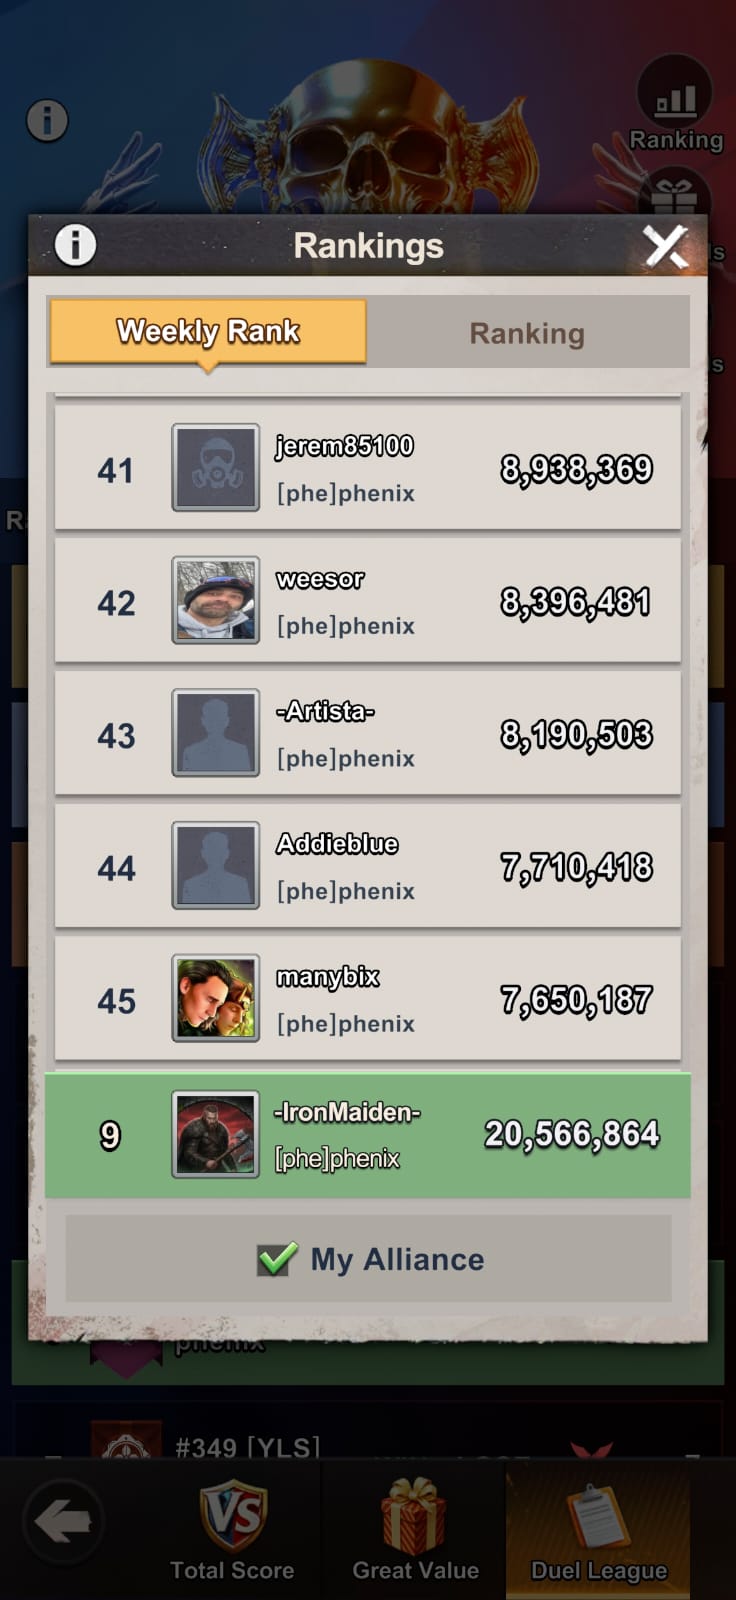 Ranking
Rankings
Weekly Rank
Ranking
41
jerem85100
[phe]phenix
8,938,369
42
weesor
[phe]phenix
8,396,481
43
-Artista-
[phe]phenix
8,190,503
44
Addieblue
[phe]phenix
7,710,418
45
manybix
[phe]phenix
7,650,187
9
-IronMaiden-
[phe]phenix
20,566,864
My Alliance
phenix
#349 [YLS]
VS
Total Score
Great Value
Duel League